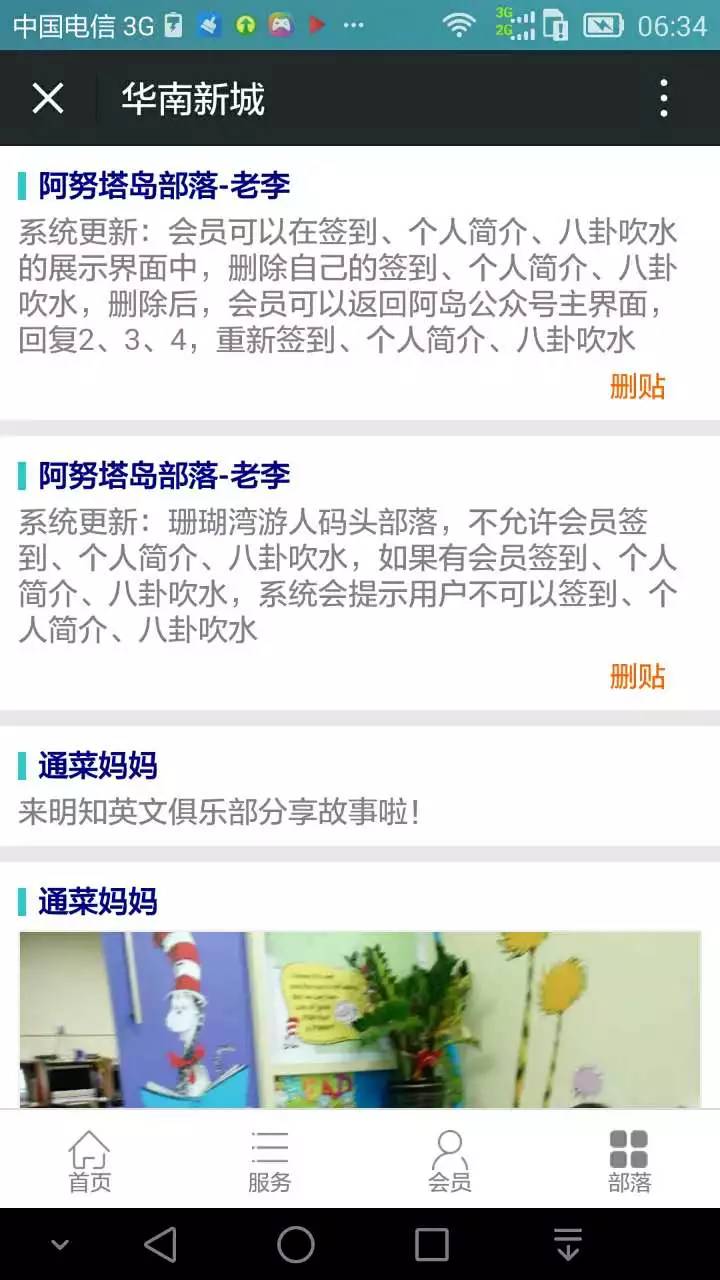 中国电信 3G
3G
2G
06:34
华南新城
阿努塔岛部落-老李
系统更新：会员可以在签到、个人简介、八卦吹水
的展示界面中，删除自己的签到、个人简介、八卦
吹水，删除后，会员可以返回阿岛公众号主界面，
回复2、3、4，重新签到、个人简介、八卦吹水
删贴
阿努塔岛部落-老李
系统更新：珊瑚湾游人码头部落，不允许会员签
到、个人简介、八卦吹水，如果有会员签到、个人
简介、八卦吹水，系统会提示用户不可以签到、个
人简介、八卦吹水
删贴
通菜妈妈
来明知英文俱乐部分享故事啦！
通菜妈妈
首页
服务
会员
部落